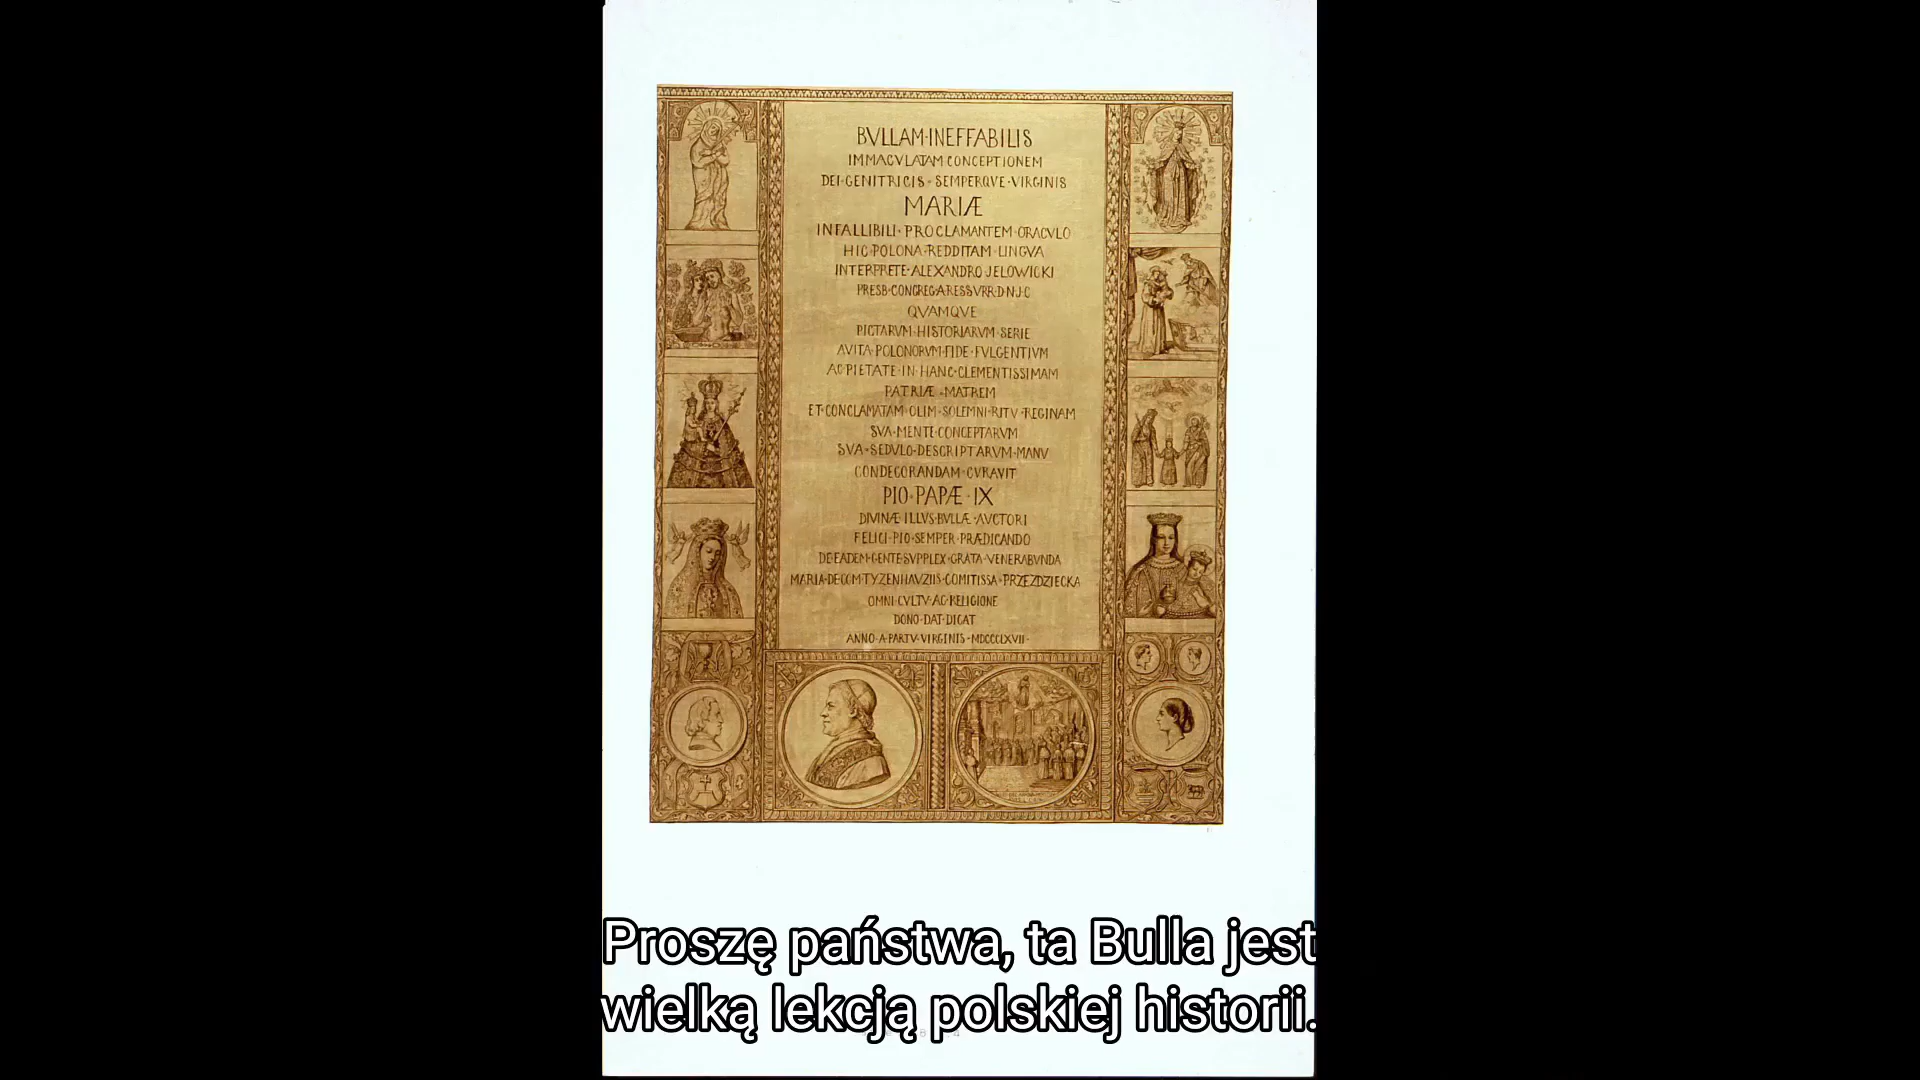 BVLLAM·INEFFABILIS
IMMACVLATAM·CONCEPTIONEM
DEI·GENITRICIS·SEMPERQVE·VIRGINIS
MARIÆ
INFALLIBILI·PROCLAMANTEM·ORACVLO
HIC·POLONA·REDDITAM·LINGVA
INTERPRETE·ALEXANDRO JELOWICKI
PRESB·CONGREG·A·RESSVRR·D·N·J·C
QVAMQVE
PICTARVM·HISTORIARVM·SERIE
AVITA·POLONORVM·FIDE·FVLGENTIVM
AC·PIETATE·IN·HANC·CLEMENTISSIMAM
PATRIÆ·MATREM
ET·CONCLAMATAM·OLIM·SOLEMNI·RITV·REGINAM
SVA·MENTE·CONCEPTARVM
SVA·SEDVLO·DESCRIPTARVM·MANV
CONDECORANDAM·CVRAVIT
PIO·PAPÆ·IX
DIVINÆ·ILLVS·BVLLÆ·AVCTORI
FELICI·PIO·SEMPER·PRÆDICANDO
DE·EADEM·GENTE·SVPPLEX·GRATA·VENERABVNDA
MARIA·DE·COM·TYZENHAVZIIS·COMITISSA·PRZEZDZIECKA
OMNI·CVLTV·AC·RELIGIONE
DONO·DAT·DICAT
ANNO·A·PARTV·VIRGINIS·MDCCCLXVII·
Proszę państwa, ta Bulla jest
wielką lekcją polskiej historii.